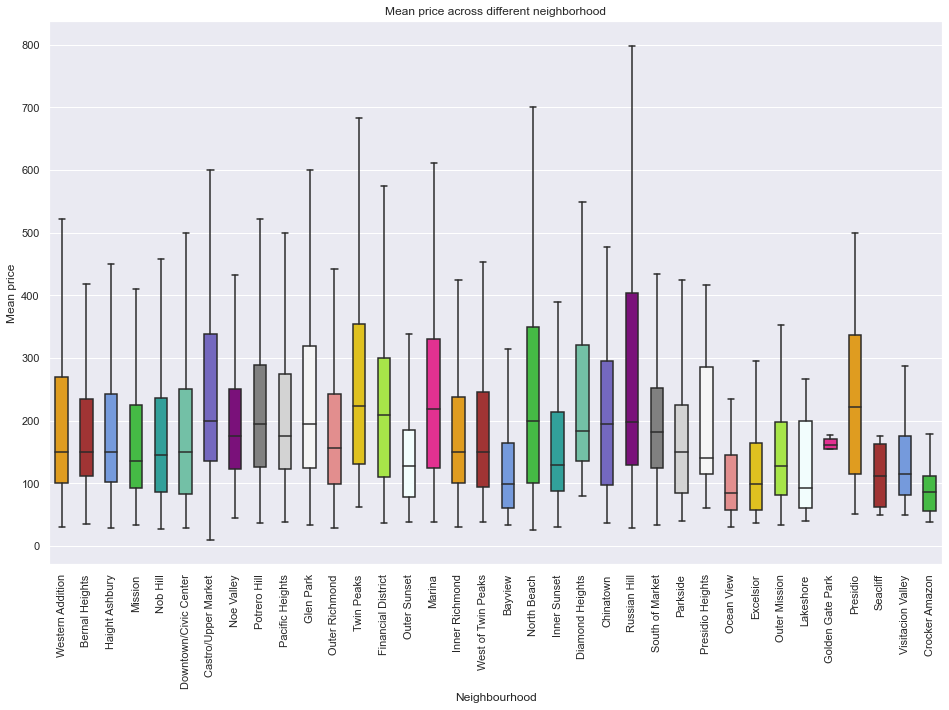 Mean price across different neighborhood
Mean price
800
700
600
500
400
300
200
100
0
Western Addition
Bernal Heights
Haight Ashbury
Mission
Nob Hill
Downtown/Civic Center
Castro/Upper Market
Noe Valley
Potrero Hill
Pacific Heights
Glen Park
Outer Richmond
Twin Peaks
Financial District
Outer Sunset
Marina
Inner Richmond
West of Twin Peaks
Bayview
North Beach
Inner Sunset
Diamond Heights
Chinatown
Russian Hill
South of Market
Parkside
Presidio Heights
Ocean View
Excelsior
Outer Mission
Lakeshore
Golden Gate Park
Presidio
Seacliff
Visitacion Valley
Crocker Amazon
Neighbourhood